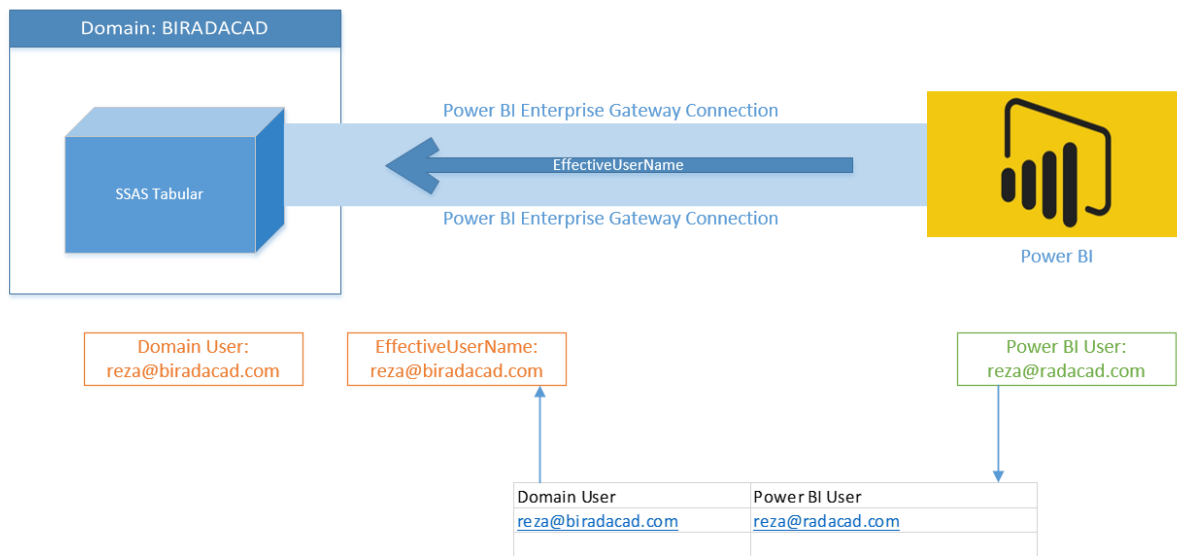 Domain: BIRADACAD
Power BI Enterprise Gateway Connection
EffectiveUserName
SSAS Tabular
Power BI Enterprise Gateway Connection
Power BI
Domain User:
reza@biradacad.com
EffectiveUserName:
reza@biradacad.com
Power BI User:
reza@radacad.com
Domain User Power BI User
reza@biradacad.com reza@radacad.com